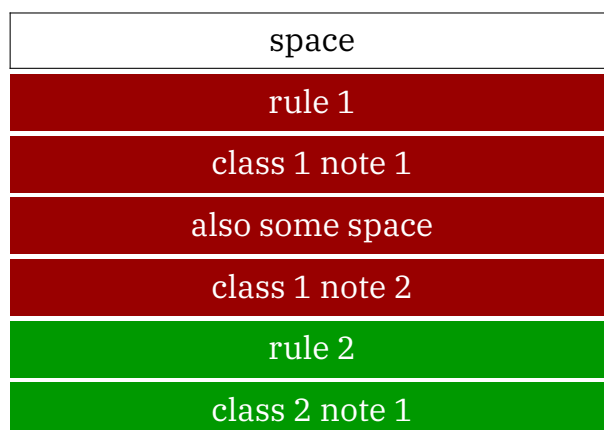 space
rule 1
class 1 note 1
also some space
class 1 note 2
rule 2
class 2 note 1